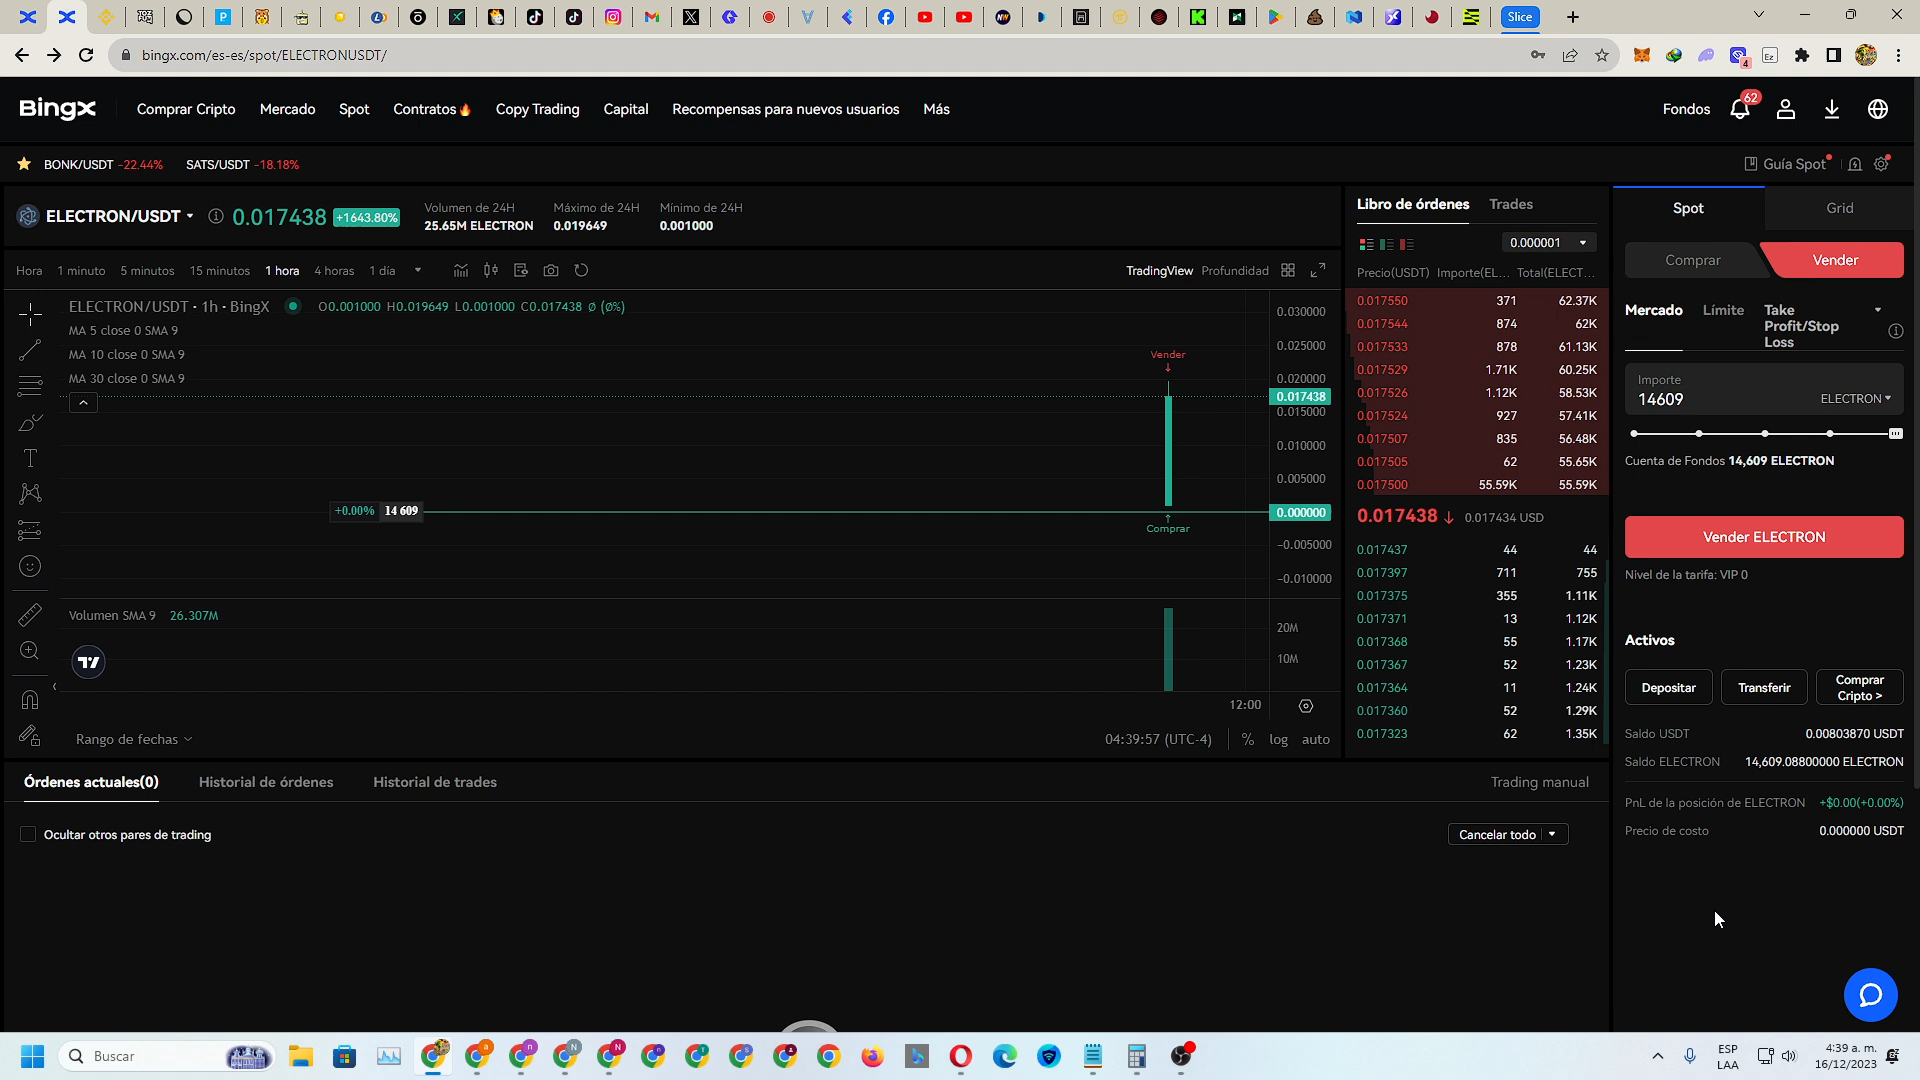 Slice
bingx.com/es-es/spot/ELECTRONUSDT/
4
Ez
BingX
Comprar Cripto
Mercado
Spot
Contratos🔥
Copy Trading
Capital
Recompensas para nuevos usuarios
Más
Fondos
62
BONK/USDT -22.44%
SATS/USDT -18.18%
Guía Spot
ELECTRON/USDT
0.017438 +1643.80%
Volumen de 24H
25.65M ELECTRON
Máximo de 24H
0.019649
Mínimo de 24H
0.001000
Hora
1 minuto
5 minutos
15 minutos
1 hora
4 horas
1 día
TradingView
Profundidad
ELECTRON/USDT · 1h · BingX
O0.001000 H0.019649 L0.001000 C0.017438 ø (ø%)
MA 5 close 0 SMA 9
MA 10 close 0 SMA 9
MA 30 close 0 SMA 9
Vender
Comprar
+0.00% 14 609
0.030000
0.025000
0.020000
0.017438
0.015000
0.010000
0.005000
0.000000
-0.005000
-0.010000
Volumen SMA 9 26.307M
20M
10M
12:00
Rango de fechas
04:39:57 (UTC-4)
%
log
auto
Libro de órdenes
Trades
0.000001
Precio(USDT) Importe(EL... Total(ELECT...
0.017550 371 62.37K
0.017544 874 62K
0.017533 878 61.13K
0.017529 1.71K 60.25K
0.017526 1.12K 58.53K
0.017524 927 57.41K
0.017507 835 56.48K
0.017505 62 55.65K
0.017500 55.59K 55.59K
0.017438 ↓ 0.017434 USD
0.017437 44 44
0.017397 711 755
0.017375 355 1.11K
0.017371 13 1.12K
0.017368 55 1.17K
0.017367 52 1.23K
0.017364 11 1.24K
0.017360 52 1.29K
0.017323 62 1.35K
Spot
Grid
Comprar
Vender
Mercado
Límite
Take
Profit/Stop
Loss
Importe
14609
ELECTRON
Cuenta de Fondos 14,609 ELECTRON
Vender ELECTRON
Nivel de la tarifa: VIP 0
Activos
Depositar
Transferir
Comprar
Cripto >
Saldo USDT 0.00803870 USDT
Saldo ELECTRON 14,609.08800000 ELECTRON
PnL de la posición de ELECTRON +$0.00(+0.00%)
Precio de costo 0.000000 USDT
Órdenes actuales(0)
Historial de órdenes
Historial de trades
Trading manual
Ocultar otros pares de trading
Cancelar todo
Buscar
ESP
LAA
4:39 a. m.
16/12/2023